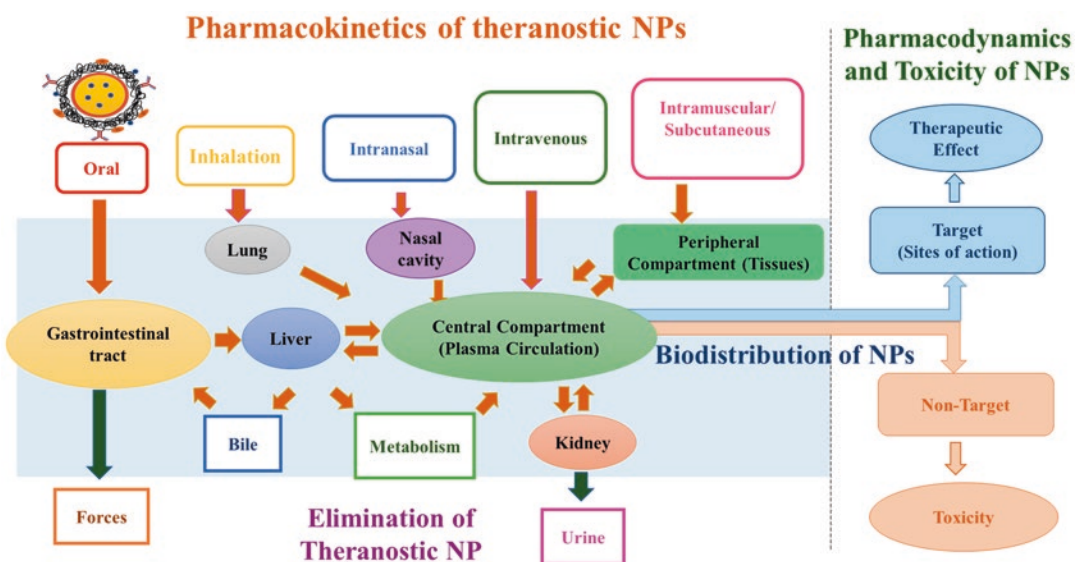 Pharmacokinetics of theranostic NPs
Pharmacodynamics
and Toxicity of NPs
Oral
Inhalation
Intranasal
Intravenous
Intramuscular/
Subcutaneous
Therapeutic
Effect
Lung
Nasal
cavity
Peripheral
Compartment (Tissues)
Target
(Sites of action)
Gastrointestinal
tract
Liver
Central Compartment
(Plasma Circulation)
Biodistribution of NPs
Non-Target
Bile
Metabolism
Kidney
Forces
Elimination of
Theranostic NP
Urine
Toxicity